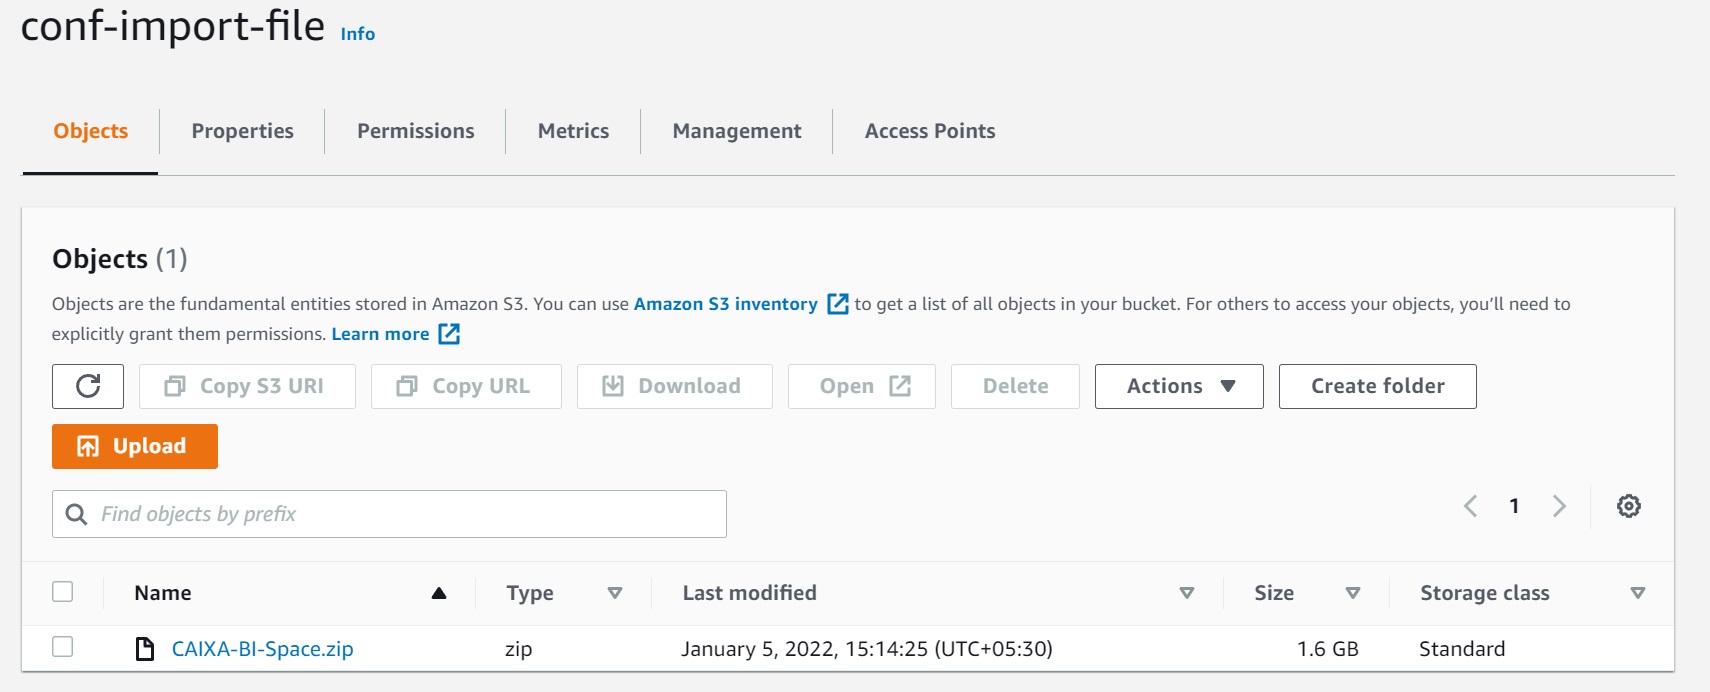 conf-import-file Info
Objects Properties Permissions Metrics Management Access Points
Objects (1)
Objects are the fundamental entities stored in Amazon S3. You can use Amazon S3 inventory to get a list of all objects in your bucket. For others to access your objects, you’ll need to
explicitly grant them permissions. Learn more
Copy S3 URI Copy URL Download Open Delete Actions Create folder
Upload
Find objects by prefix 1
Name Type Last modified Size Storage class
CAIXA-BI-Space.zip zip January 5, 2022, 15:14:25 (UTC+05:30) 1.6 GB Standard